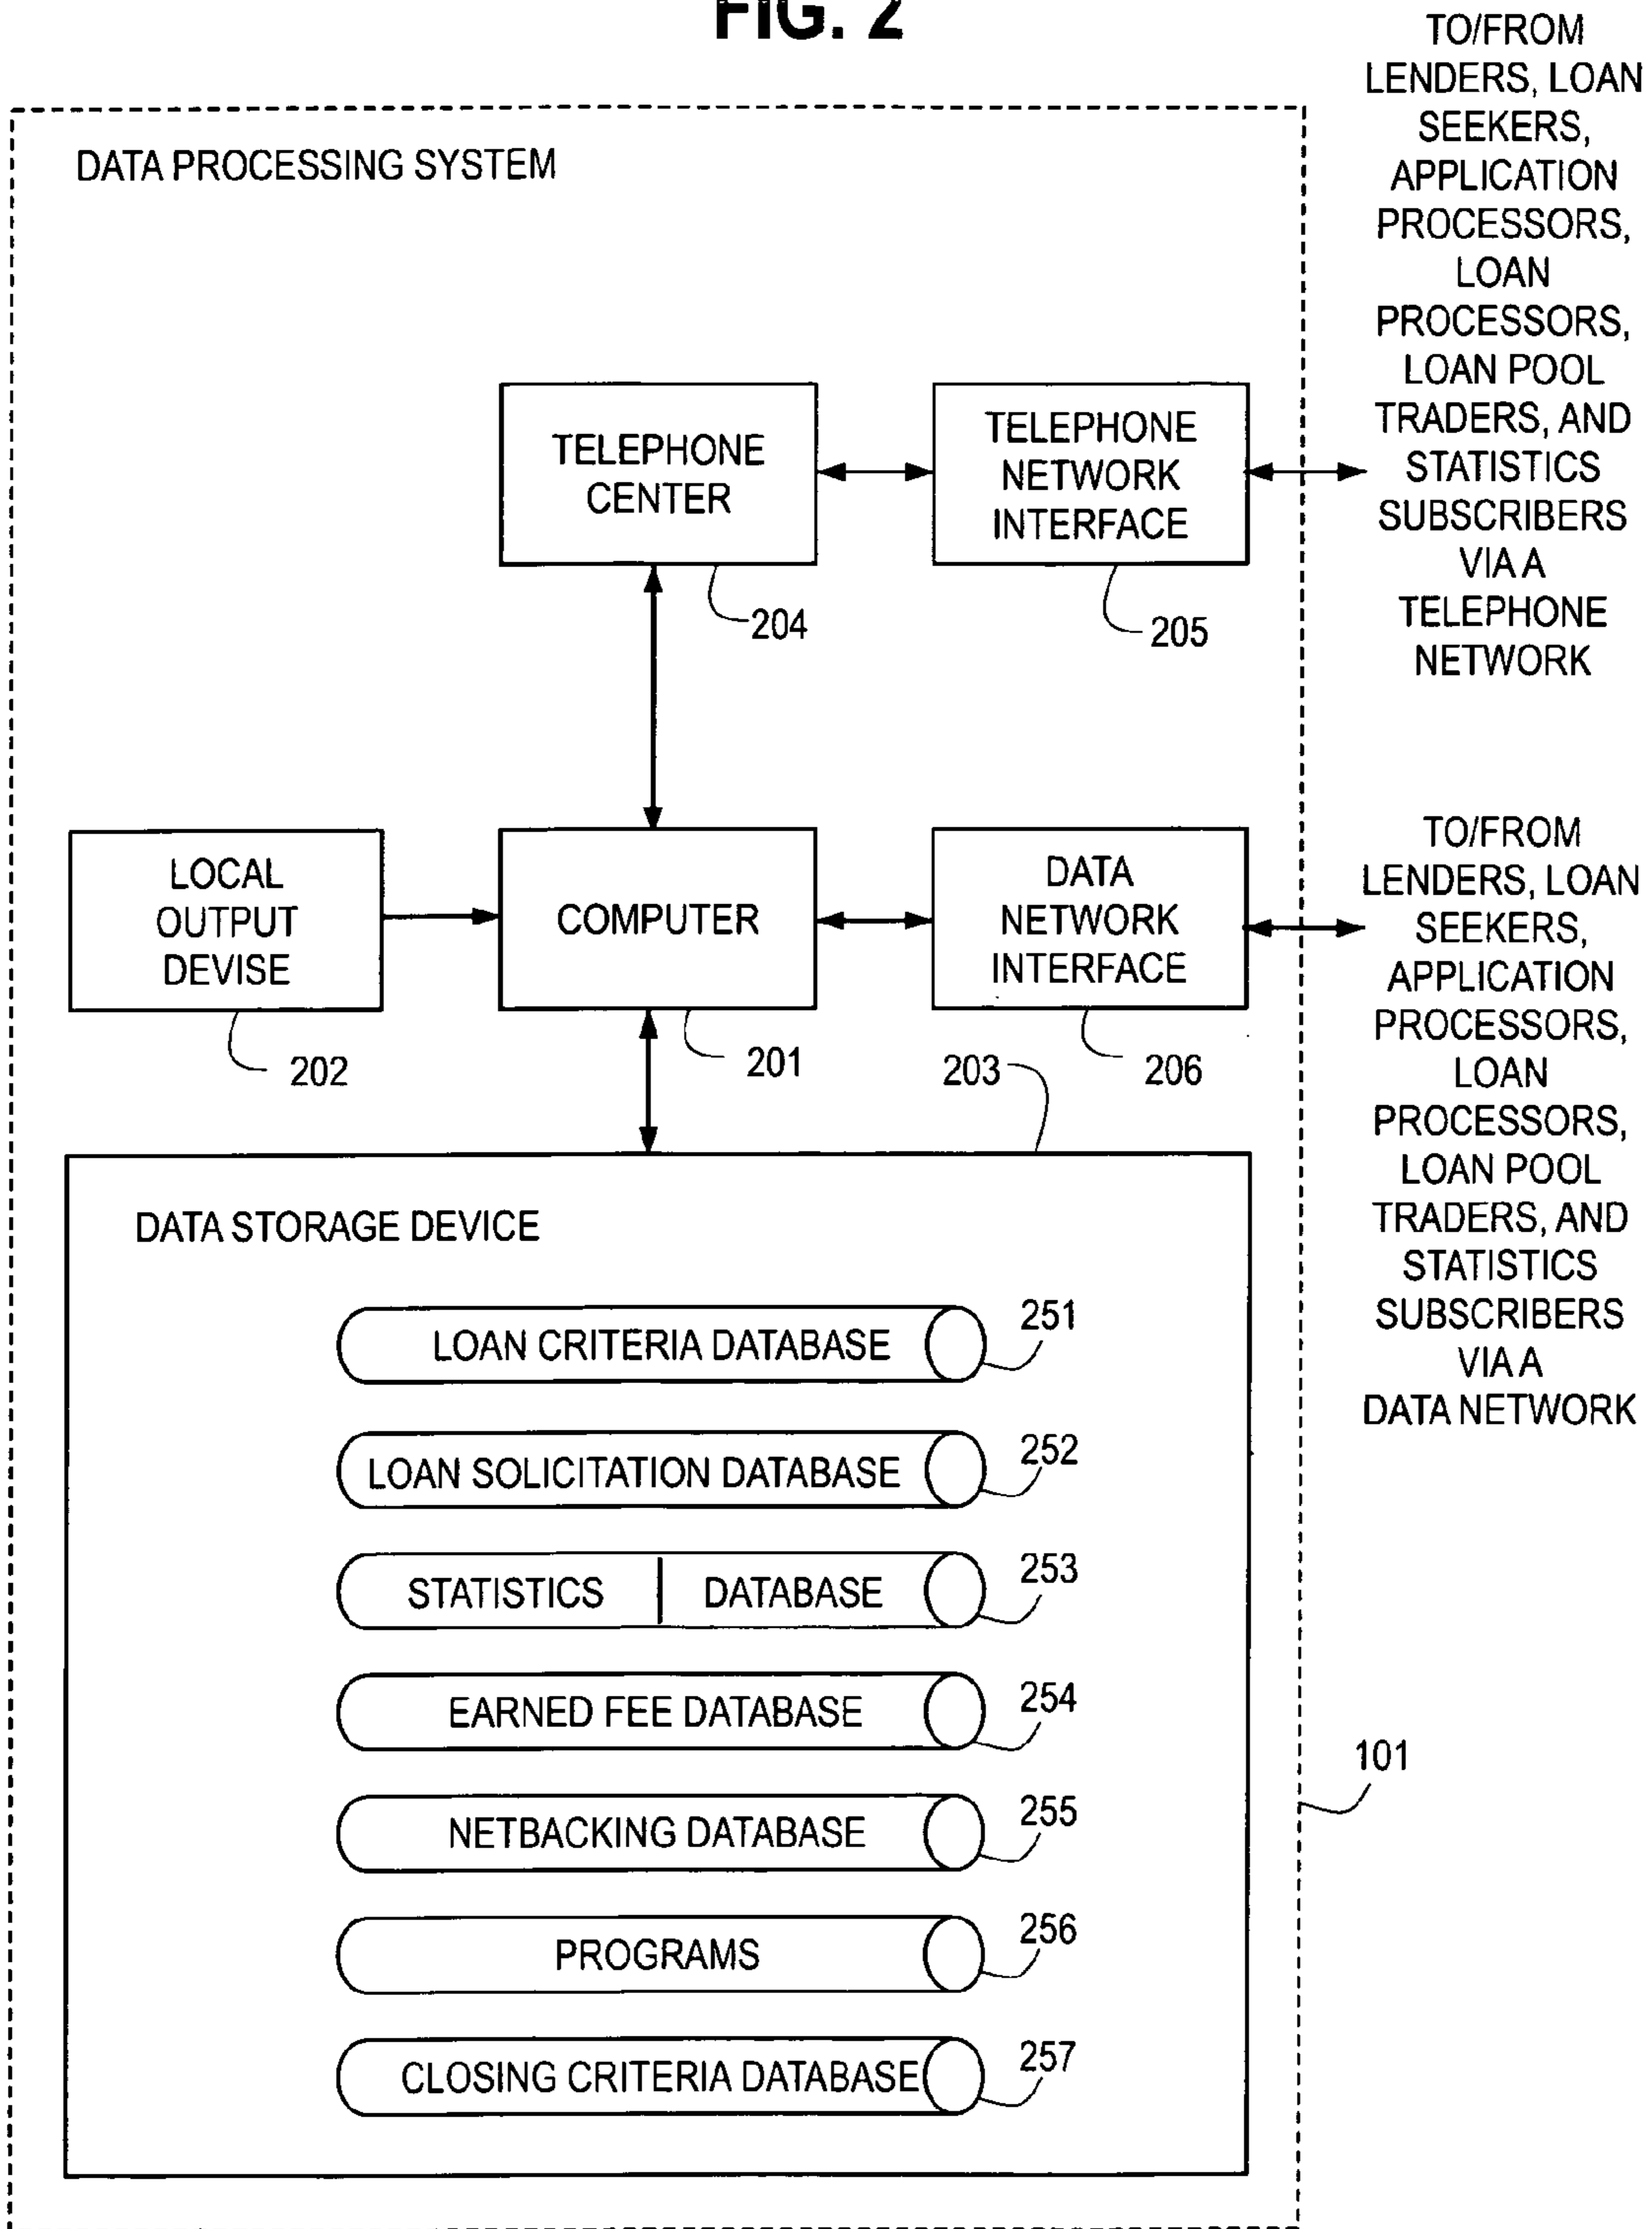 FIG. 2
TO/FROM
LENDERS, LOAN
SEEKERS,
APPLICATION
PROCESSORS,
LOAN
PROCESSORS,
LOAN POOL
TRADERS, AND
STATISTICS
SUBSCRIBERS
VIA A
TELEPHONE
NETWORK
DATA PROCESSING SYSTEM
TELEPHONE
CENTER
204
TELEPHONE
NETWORK
INTERFACE
205
LOCAL
OUTPUT
DEVISE
202
COMPUTER
201
DATA
NETWORK
INTERFACE
206
TO/FROM
LENDERS, LOAN
SEEKERS,
APPLICATION
PROCESSORS,
LOAN
PROCESSORS,
LOAN POOL
TRADERS, AND
STATISTICS
SUBSCRIBERS
VIA A
DATA NETWORK
203
DATA STORAGE DEVICE
LOAN CRITERIA DATABASE
251
LOAN SOLICITATION DATABASE
252
STATISTICS | DATABASE
253
EARNED FEE DATABASE
254
NETBACKING DATABASE
255
PROGRAMS
256
CLOSING CRITERIA DATABASE
257
101